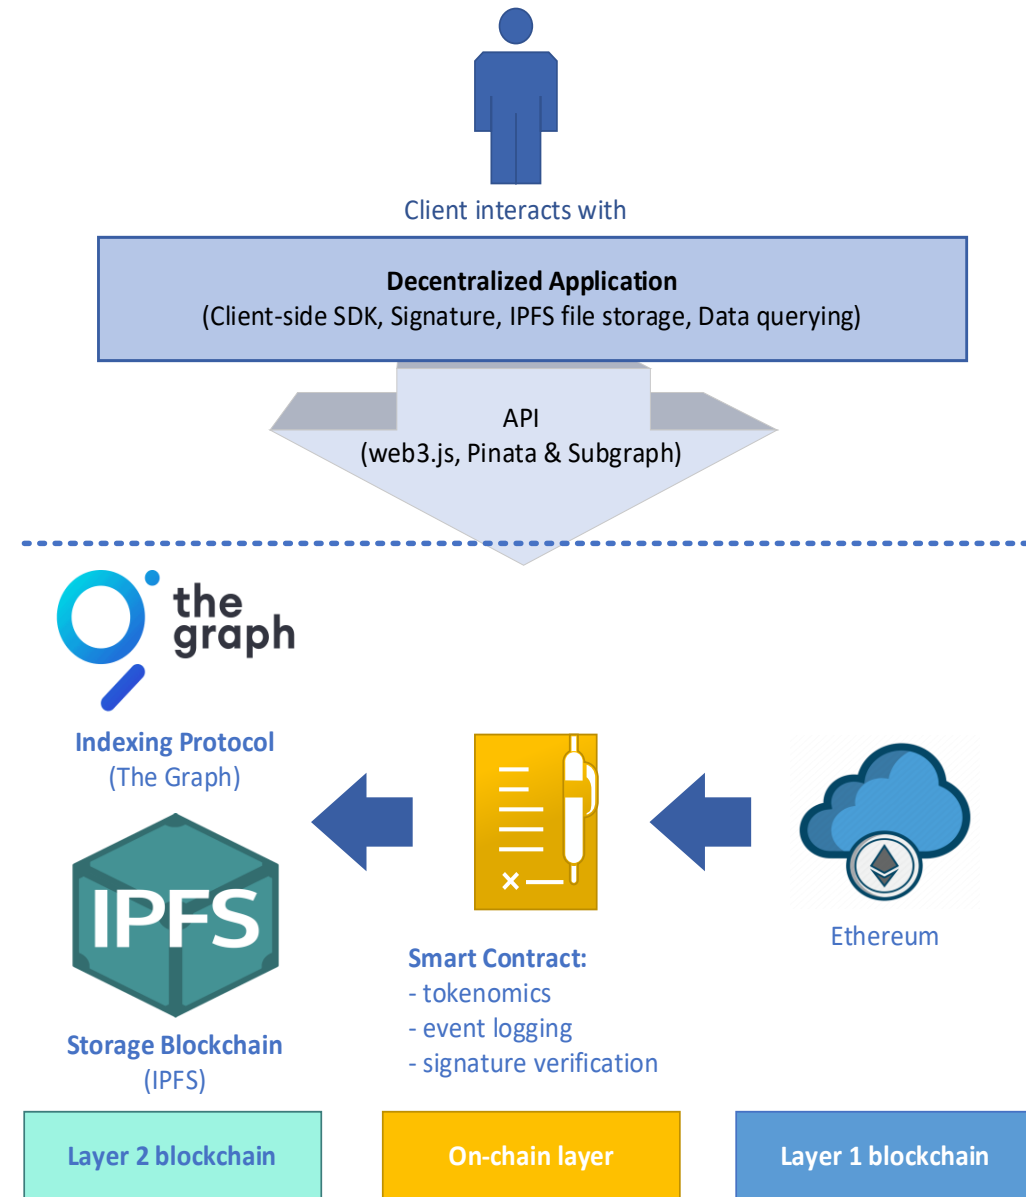 Client interacts with
Decentralized Application
(Client-side SDK, Signature, IPFS file storage, Data querying)
API
(web3.js, Pinata & Subgraph)
the
graph
Indexing Protocol
(The Graph)
IPFS
Storage Blockchain
(IPFS)
Smart Contract:
- tokenomics
- event logging
- signature verification
Ethereum
Layer 2 blockchain
On-chain layer
Layer 1 blockchain